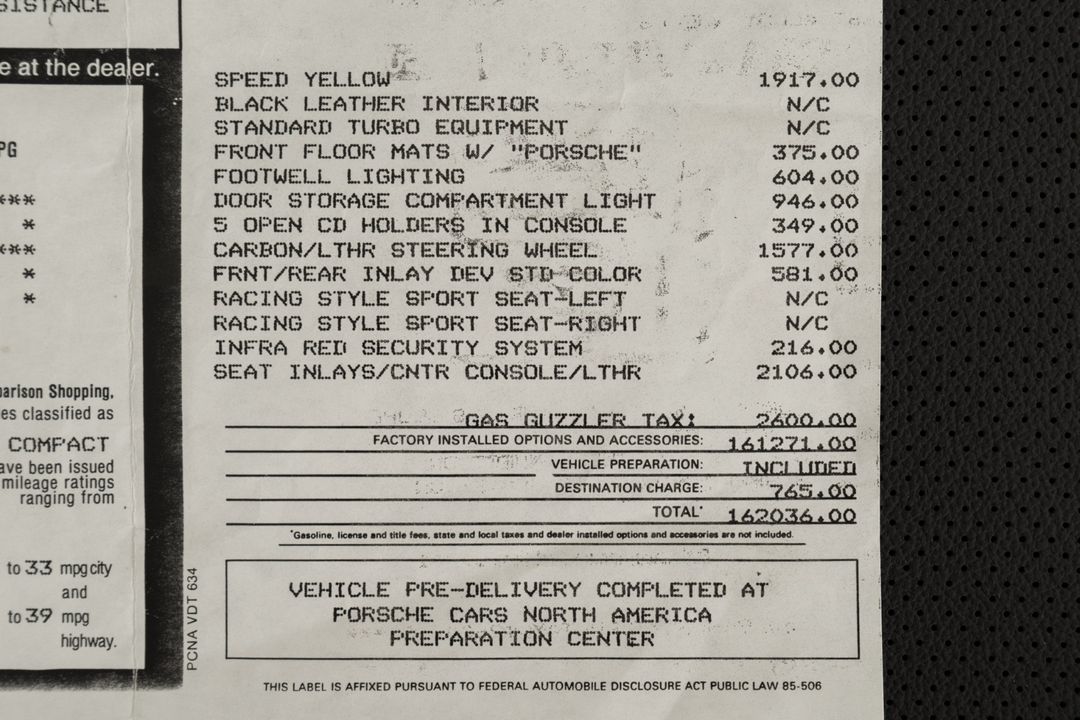 SISTANCE
e at the dealer.
PG
***
*
***
*
*
parison Shopping,
es classified as
COMPACT
ave been issued
mileage ratings
ranging from
to 33 mpg city
and
to 39 mpg
highway.
PCNA VDT 634
SPEED YELLOW 1917.00
BLACK LEATHER INTERIOR N/C
STANDARD TURBO EQUIPMENT N/C
FRONT FLOOR MATS W/ "PORSCHE" 375.00
FOOTWELL LIGHTING 604.00
DOOR STORAGE COMPARTMENT LIGHT 946.00
5 OPEN CD HOLDERS IN CONSOLE 349.00
CARBON/LTHR STEERING WHEEL 1577.00
FRNT/REAR INLAY DEV STD COLOR 581.00
RACING STYLE SPORT SEAT-LEFT N/C
RACING STYLE SPORT SEAT-RIGHT N/C
INFRA RED SECURITY SYSTEM 216.00
SEAT INLAYS/CNTR CONSOLE/LTHR 2106.00
GAS GUZZLER TAX: 2600.00
FACTORY INSTALLED OPTIONS AND ACCESSORIES: 161271.00
VEHICLE PREPARATION: INCLUDED
DESTINATION CHARGE: 765.00
TOTAL* 162036.00
*Gasoline, license and title fees, state and local taxes and dealer installed options and accessories are not included.
VEHICLE PRE-DELIVERY COMPLETED AT
PORSCHE CARS NORTH AMERICA
PREPARATION CENTER
THIS LABEL IS AFFIXED PURSUANT TO FEDERAL AUTOMOBILE DISCLOSURE ACT PUBLIC LAW 85-506